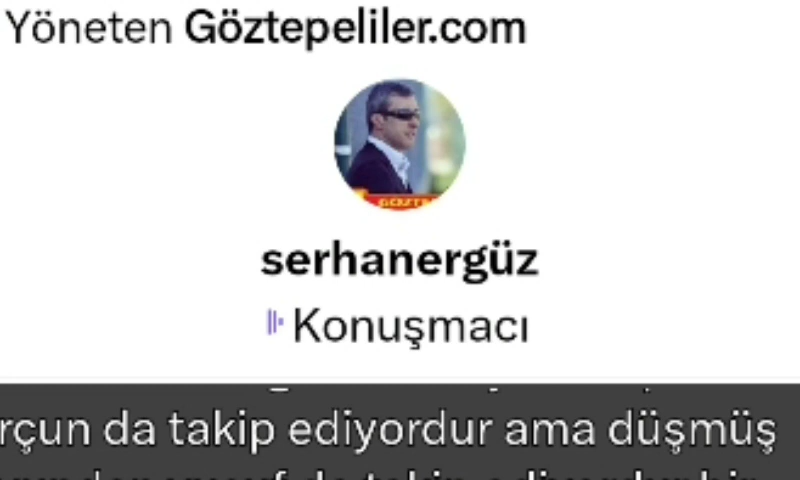 Yöneten Göztepeliler.com
serhanergüz
Konuşmacı
rçun da takip ediyordur ama düşmüş